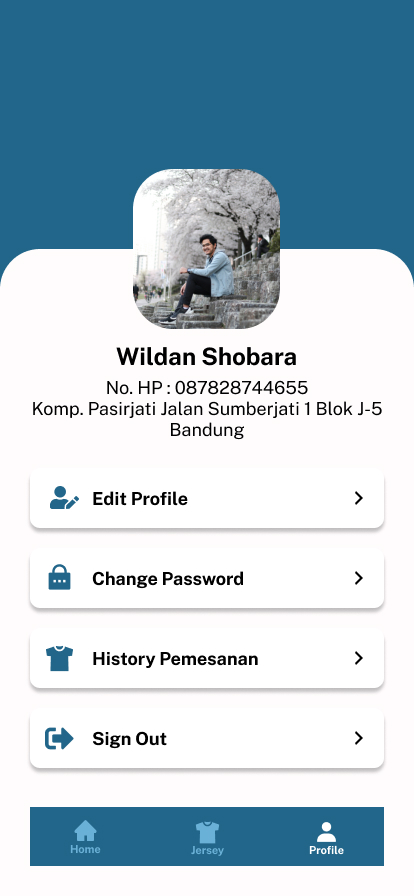 Wildan Shobara
No. HP : 087828744655
Komp. Pasirjati Jalan Sumberjati 1 Blok J-5
Bandung
Edit Profile
Change Password
History Pemesanan
Sign Out
Home
Jersey
Profile